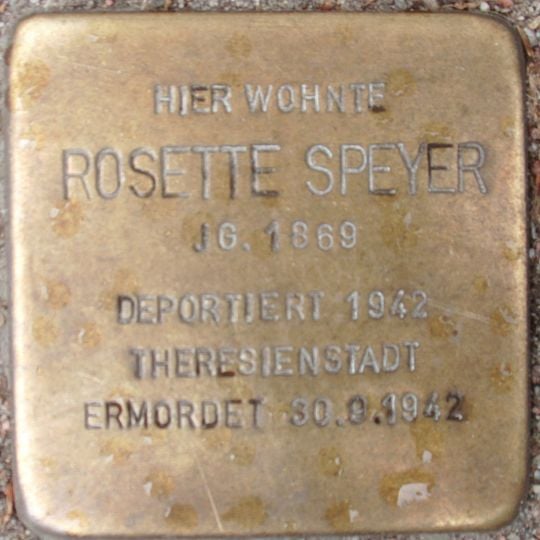 HIER WOHNTE
ROSETTE SPEYER
JG. 1869
DEPORTIERT 1942
THERESIENSTADT
ERMORDET 30.9.1942